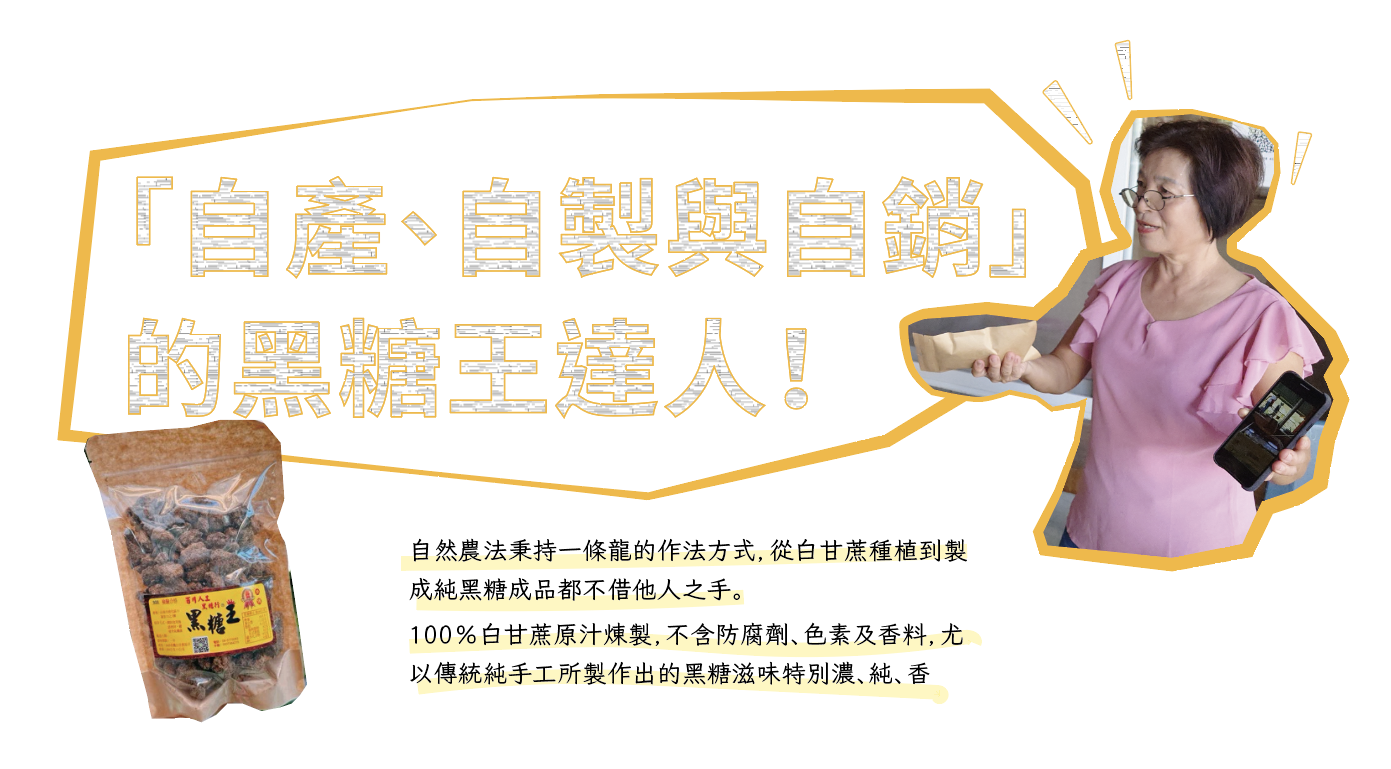 「自產、自製與自銷」
的黑糖王達人！
自然農法秉持一條龍的作法方式，從白甘蔗種植到製
成純黑糖成品都不借他人之手。
100%白甘蔗原汁煉製，不含防腐劑、色素及香料，尤
以傳統純手工所製作出的黑糖滋味特別濃、純、香
黑糖王